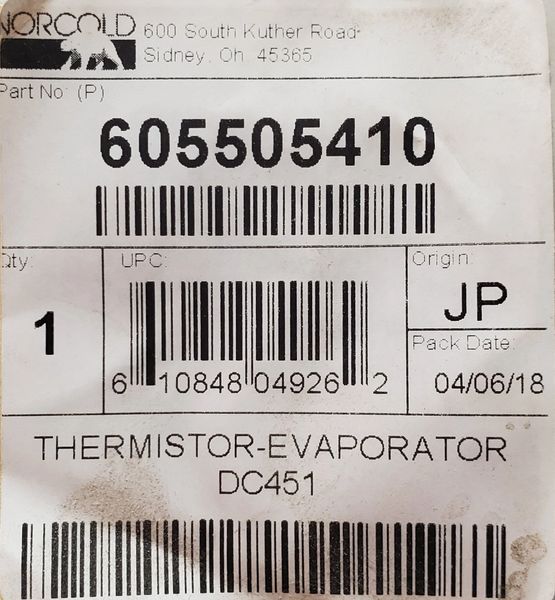 NORCOLD
600 South Kuther Road
Sidney, Oh. 45365
Part No: (P)
605505410
Qty:
1
UPC:
6 10848 04926 2
Origin:
JP
Pack Date:
04/06/18
THERMISTOR-EVAPORATOR
DC451